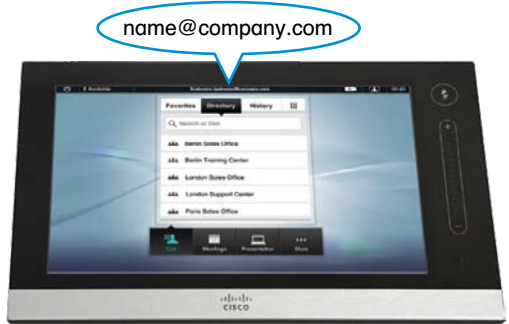 name@company.com
Favorites Directory History
Search or Dial
Berlin Sales Office
Berlin Training Center
London Sales Office
London Support Center
Paris Sales Office
Call Meetings Presentation More
CISCO